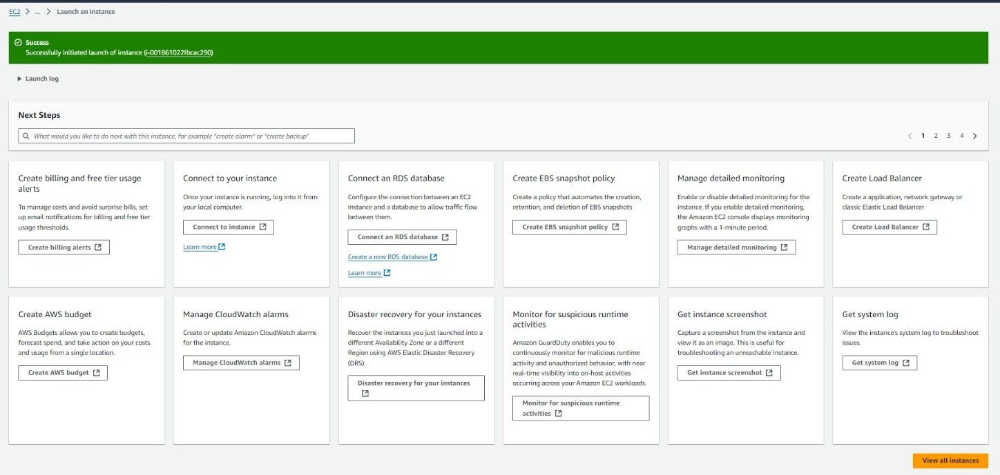 EC2 > ... > Launch an instance
Success
Successfully initiated launch of instance (i-001861022fbcac290)
Launch log
Next Steps
What would you like to do next with this instance, for example "create alarm" or "create backup"
< 1 2 3 4 >
Create billing and free tier usage
alerts
To manage costs and avoid surprise bills, set
up email notifications for billing and free tier
usage thresholds.
Create billing alerts
Connect to your instance
Once your instance is running, log into it from
your local computer.
Connect to instance
Learn more
Connect an RDS database
Configure the connection between an EC2
instance and a database to allow traffic flow
between them.
Connect an RDS database
Create a new RDS database
Learn more
Create EBS snapshot policy
Create a policy that automates the creation,
retention, and deletion of EBS snapshots
Create EBS snapshot policy
Manage detailed monitoring
Enable or disable detailed monitoring for the
instance. If you enable detailed monitoring,
the Amazon EC2 console displays monitoring
graphs with a 1-minute period.
Manage detailed monitoring
Create Load Balancer
Create a application, network gateway or
classic Elastic Load Balancer
Create Load Balancer
Create AWS budget
AWS Budgets allows you to create budgets,
forecast spend, and take action on your costs
and usage from a single location.
Create AWS budget
Manage CloudWatch alarms
Create or update Amazon CloudWatch alarms
for the instance.
Manage CloudWatch alarms
Disaster recovery for your instances
Recover the instances you just launched into a
different Availability Zone or a different
Region using AWS Elastic Disaster Recovery
(DRS).
Disaster recovery for your instances
Monitor for suspicious runtime
activities
Amazon GuardDuty enables you to
continuously monitor for malicious runtime
activity and unauthorized behavior, with near
real-time visibility into on-host activities
occurring across your Amazon EC2 workloads.
Monitor for suspicious runtime
activities
Get instance screenshot
Capture a screenshot from the instance and
view it as an image. This is useful for
troubleshooting an unreachable instance.
Get instance screenshot
Get system log
View the instance's system log to troubleshoot
issues.
Get system log
View all instances